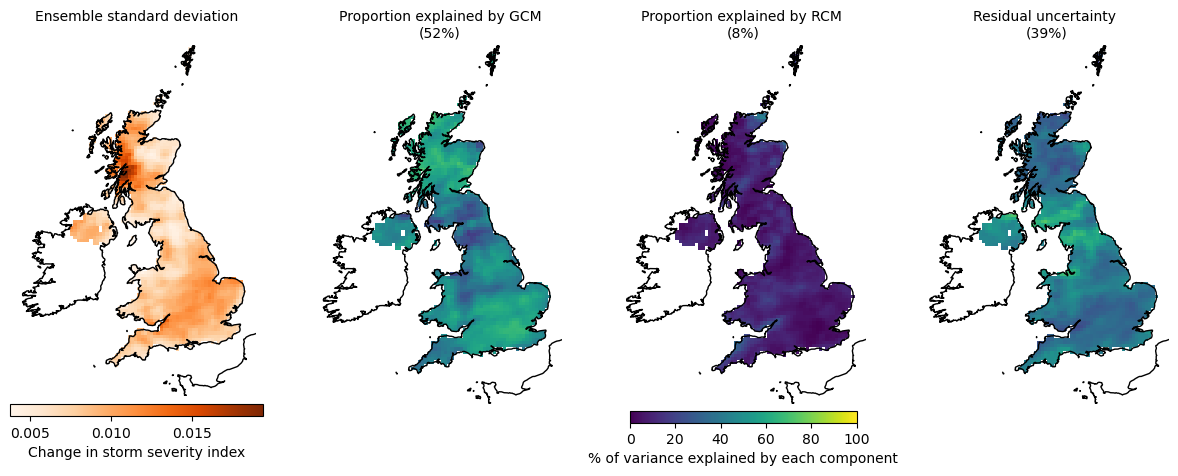 Ensemble standard deviation
Proportion explained by GCM
(52%)
Proportion explained by RCM
(8%)
Residual uncertainty
(39%)
0.005 0.010 0.015
Change in storm severity index
0 20 40 60 80 100
% of variance explained by each component